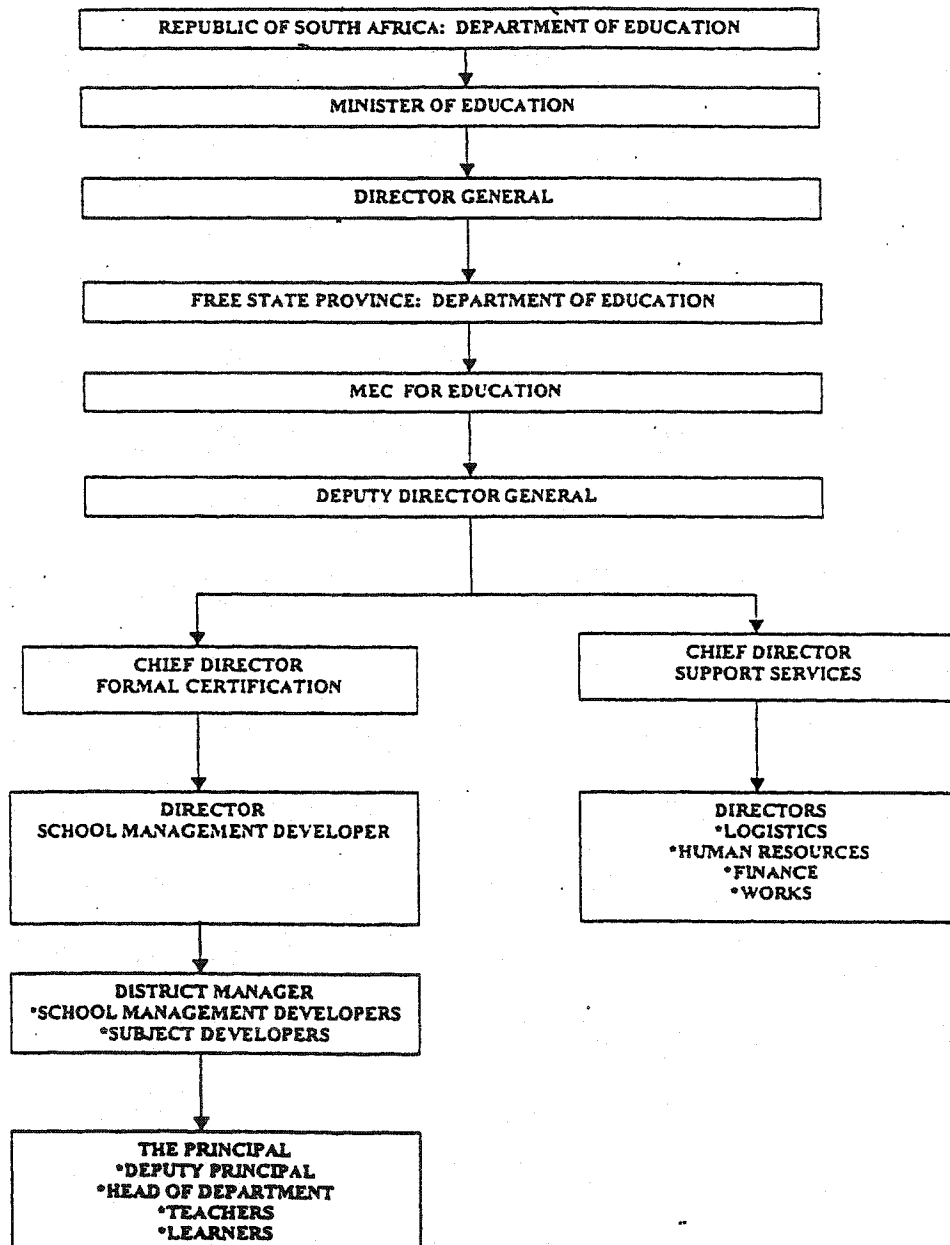 REPUBLIC OF SOUTH AFRICA: DEPARTMENT OF EDUCATION
MINISTER OF EDUCATION
DIRECTOR GENERAL
FREE STATE PROVINCE: DEPARTMENT OF EDUCATION
MEC FOR EDUCATION
DEPUTY DIRECTOR GENERAL
CHIEF DIRECTOR
FORMAL CERTIFICATION
CHIEF DIRECTOR
SUPPORT SERVICES
DIRECTOR
SCHOOL MANAGEMENT DEVELOPER
DIRECTORS
*LOGISTICS
*HUMAN RESOURCES
*FINANCE
*WORKS
DISTRICT MANAGER
*SCHOOL MANAGEMENT DEVELOPERS
*SUBJECT DEVELOPERS
THE PRINCIPAL
*DEPUTY PRINCIPAL
*HEAD OF DEPARTMENT
*TEACHERS
*LEARNERS